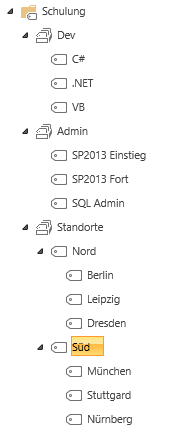 Schulung
Dev
C#
.NET
VB
Admin
SP2013 Einstieg
SP2013 Fort
SQL Admin
Standorte
Nord
Berlin
Leipzig
Dresden
Süd
München
Stuttgard
Nürnberg